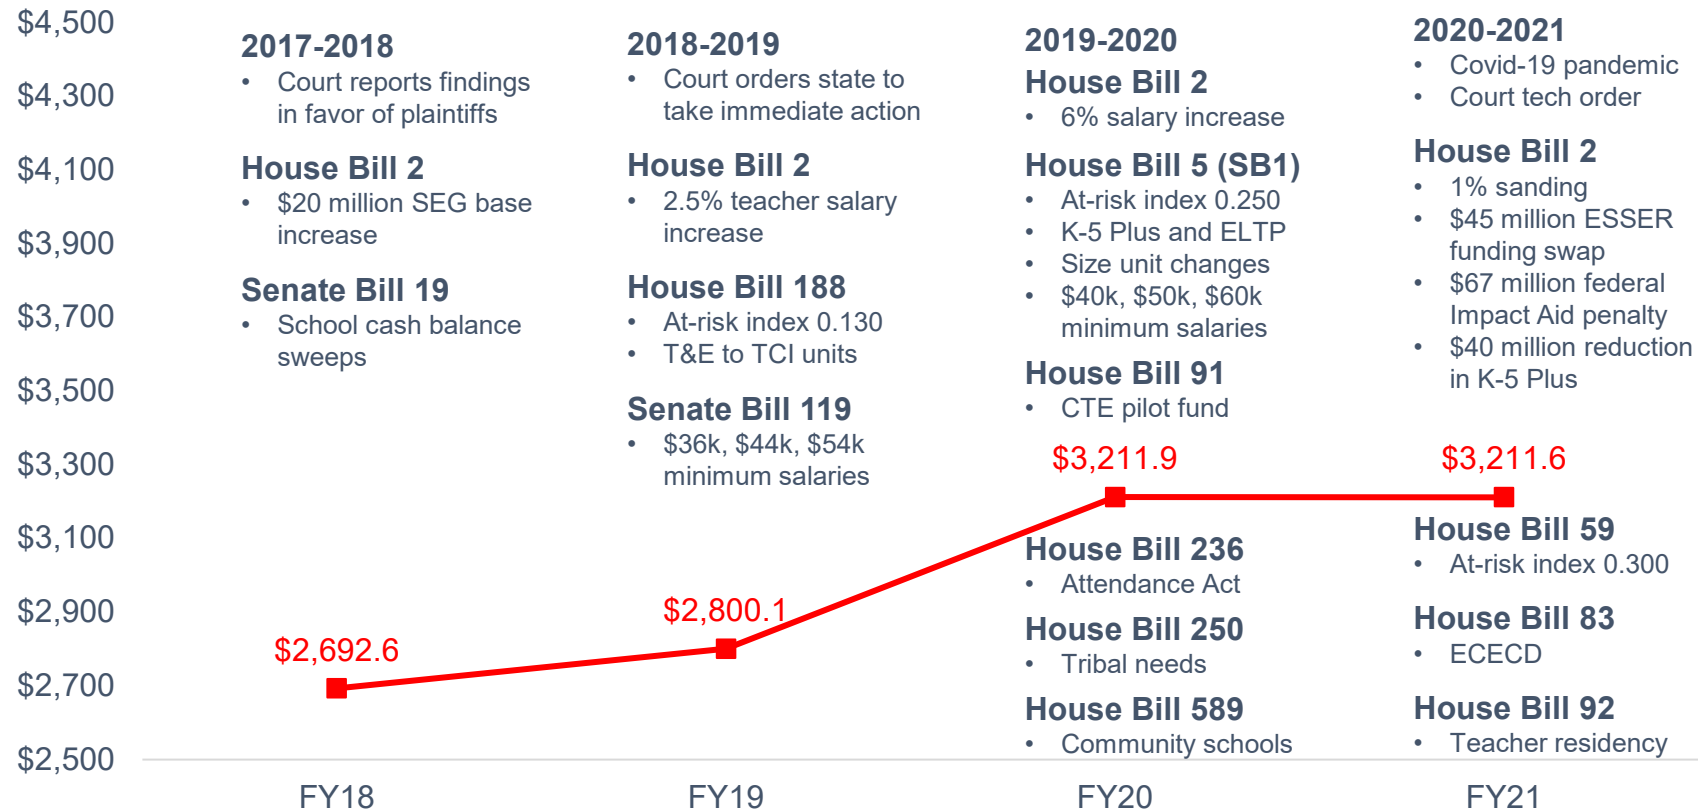 $4,500
$4,300
$4,100
$3,900
$3,700
$3,500
$3,300
$3,100
$2,900
$2,700
$2,500
2017-2018
• Court reports findings
in favor of plaintiffs
House Bill 2
• $20 million SEG base
increase
Senate Bill 19
• School cash balance
sweeps
$2,692.6
FY18
2018-2019
• Court orders state to
take immediate action
House Bill 2
• 2.5% teacher salary
increase
House Bill 188
• At-risk index 0.130
• T&E to TCI units
Senate Bill 119
• $36k, $44k, $54k
minimum salaries
$2,800.1
FY19
2019-2020
House Bill 2
• 6% salary increase
House Bill 5 (SB1)
• At-risk index 0.250
• K-5 Plus and ELTP
• Size unit changes
• $40k, $50k, $60k
minimum salaries
House Bill 91
• CTE pilot fund
$3,211.9
House Bill 236
• Attendance Act
House Bill 250
• Tribal needs
House Bill 589
• Community schools
FY20
2020-2021
• Covid-19 pandemic
• Court tech order
House Bill 2
• 1% sanding
• $45 million ESSER
funding swap
• $67 million federal
Impact Aid penalty
• $40 million reduction
in K-5 Plus
$3,211.6
House Bill 59
• At-risk index 0.300
House Bill 83
• ECECD
House Bill 92
• Teacher residency
FY21